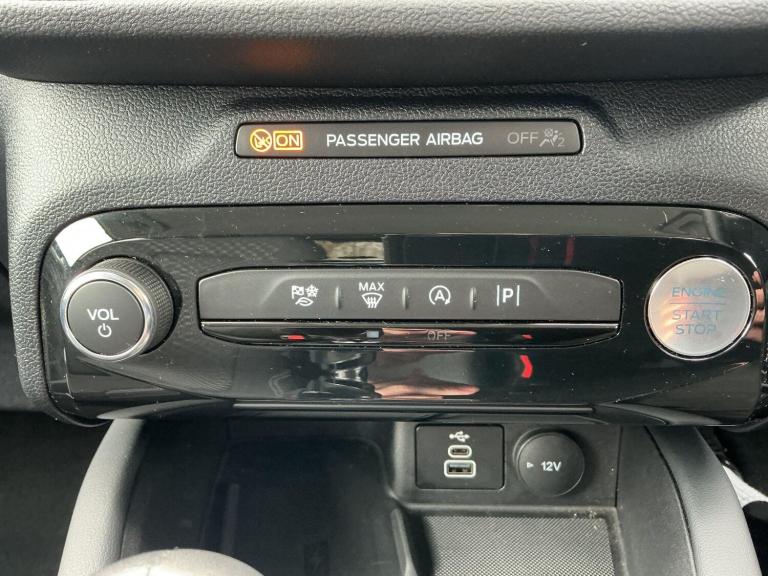 ON PASSENGER AIRBAG OFF 2
VOL
MAX
A
P
ENGINE
START
STOP
OFF
12V